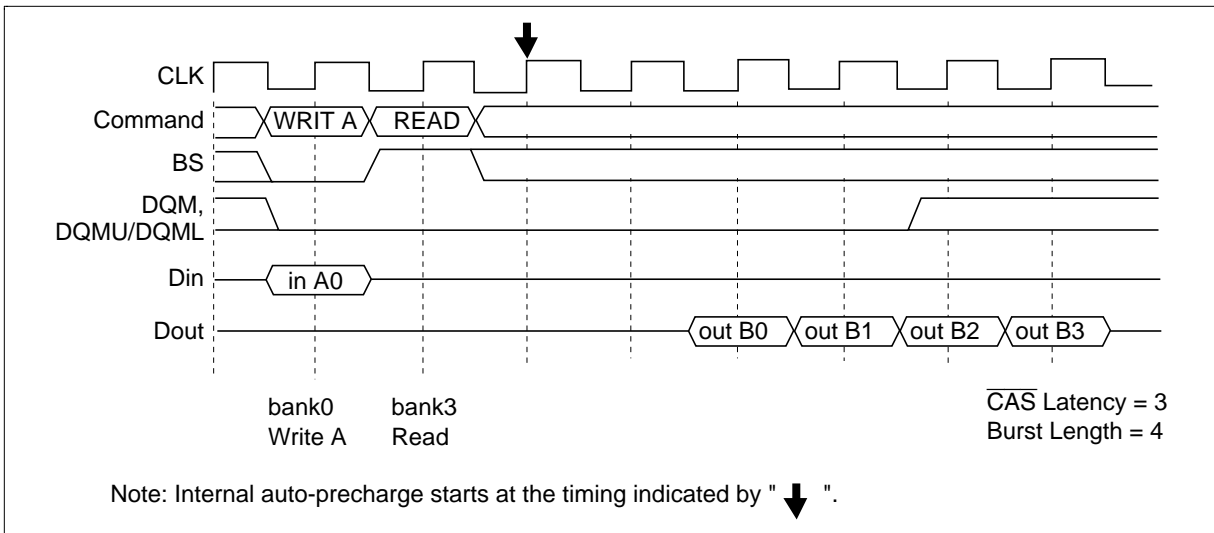 CLK
Command WRIT A READ
BS
DQM,
DQMU/DQML
Din in A0
Dout out B0 out B1 out B2 out B3
bank0 bank3 CAS Latency = 3
Write A Read Burst Length = 4
Note: Internal auto-precharge starts at the timing indicated by " ".